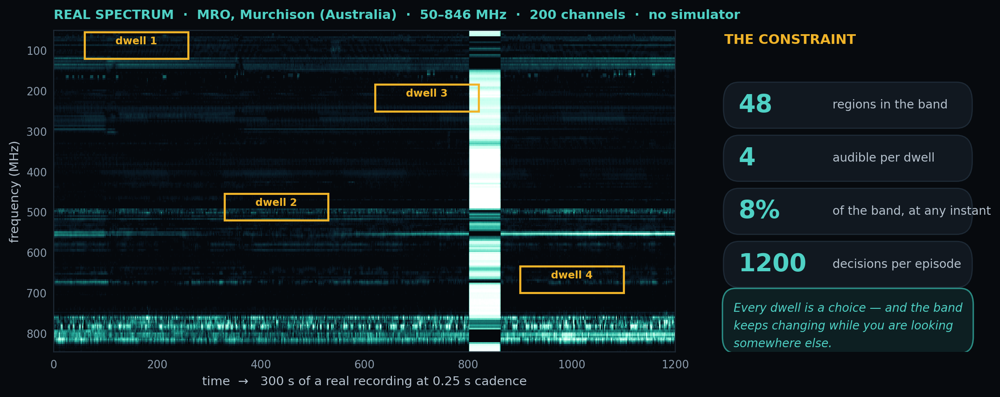 REAL SPECTRUM · MRO, Murchison (Australia) · 50–846 MHz · 200 channels · no simulator
frequency (MHz)
100
200
300
400
500
600
700
800
dwell 1
dwell 3
dwell 2
dwell 4
0 200 400 600 800 1000 1200
time → 300 s of a real recording at 0.25 s cadence
THE CONSTRAINT
48 regions in the band
4 audible per dwell
8% of the band, at any instant
1200 decisions per episode
Every dwell is a choice — and the band
keeps changing while you are looking
somewhere else.